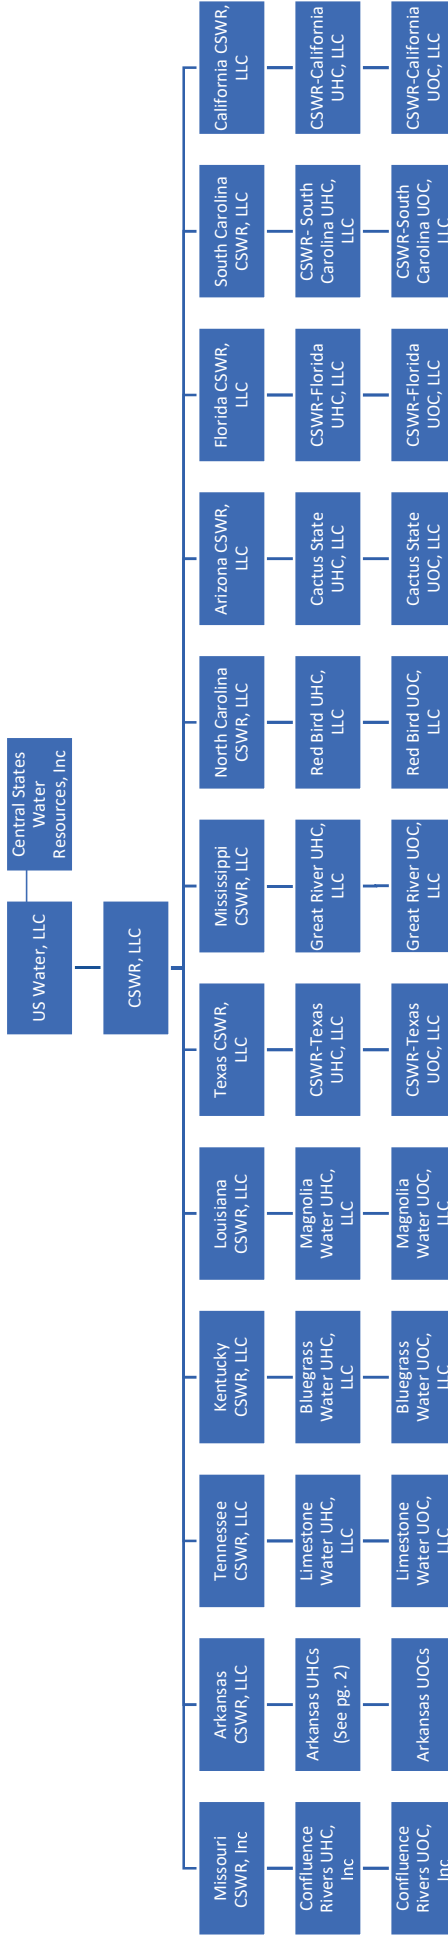 US Water, LLC
Central States
Water
Resources, Inc
CSWR, LLC
Missouri
CSWR, Inc
Arkansas
CSWR, LLC
Tennessee
CSWR, LLC
Kentucky
CSWR, LLC
Louisiana
CSWR, LLC
Texas CSWR,
LLC
Mississippi
CSWR, LLC
North Carolina
CSWR, LLC
Arizona CSWR,
LLC
Florida CSWR,
LLC
South Carolina
CSWR, LLC
California CSWR,
LLC
Confluence
Rivers UHC,
Inc
Arkansas UHCs
(See pg. 2)
Limestone
Water UHC,
LLC
Bluegrass
Water UHC,
LLC
Magnolia
Water UHC,
LLC
CSWR-Texas
UHC, LLC
Great River UHC,
LLC
Red Bird UHC,
LLC
Cactus State
UHC, LLC
CSWR-Florida
UHC, LLC
CSWR- South
Carolina UHC,
LLC
CSWR-California
UHC, LLC
Confluence
Rivers UOC,
Inc
Arkansas UOCs
Limestone
Water UOC,
LLC
Bluegrass
Water UOC,
LLC
Magnolia
Water UOC,
LLC
CSWR-Texas
UOC, LLC
Great River UOC,
LLC
Red Bird UOC,
LLC
Cactus State
UOC, LLC
CSWR-Florida
UOC, LLC
CSWR-South
Carolina UOC,
LLC
CSWR-California
UOC, LLC